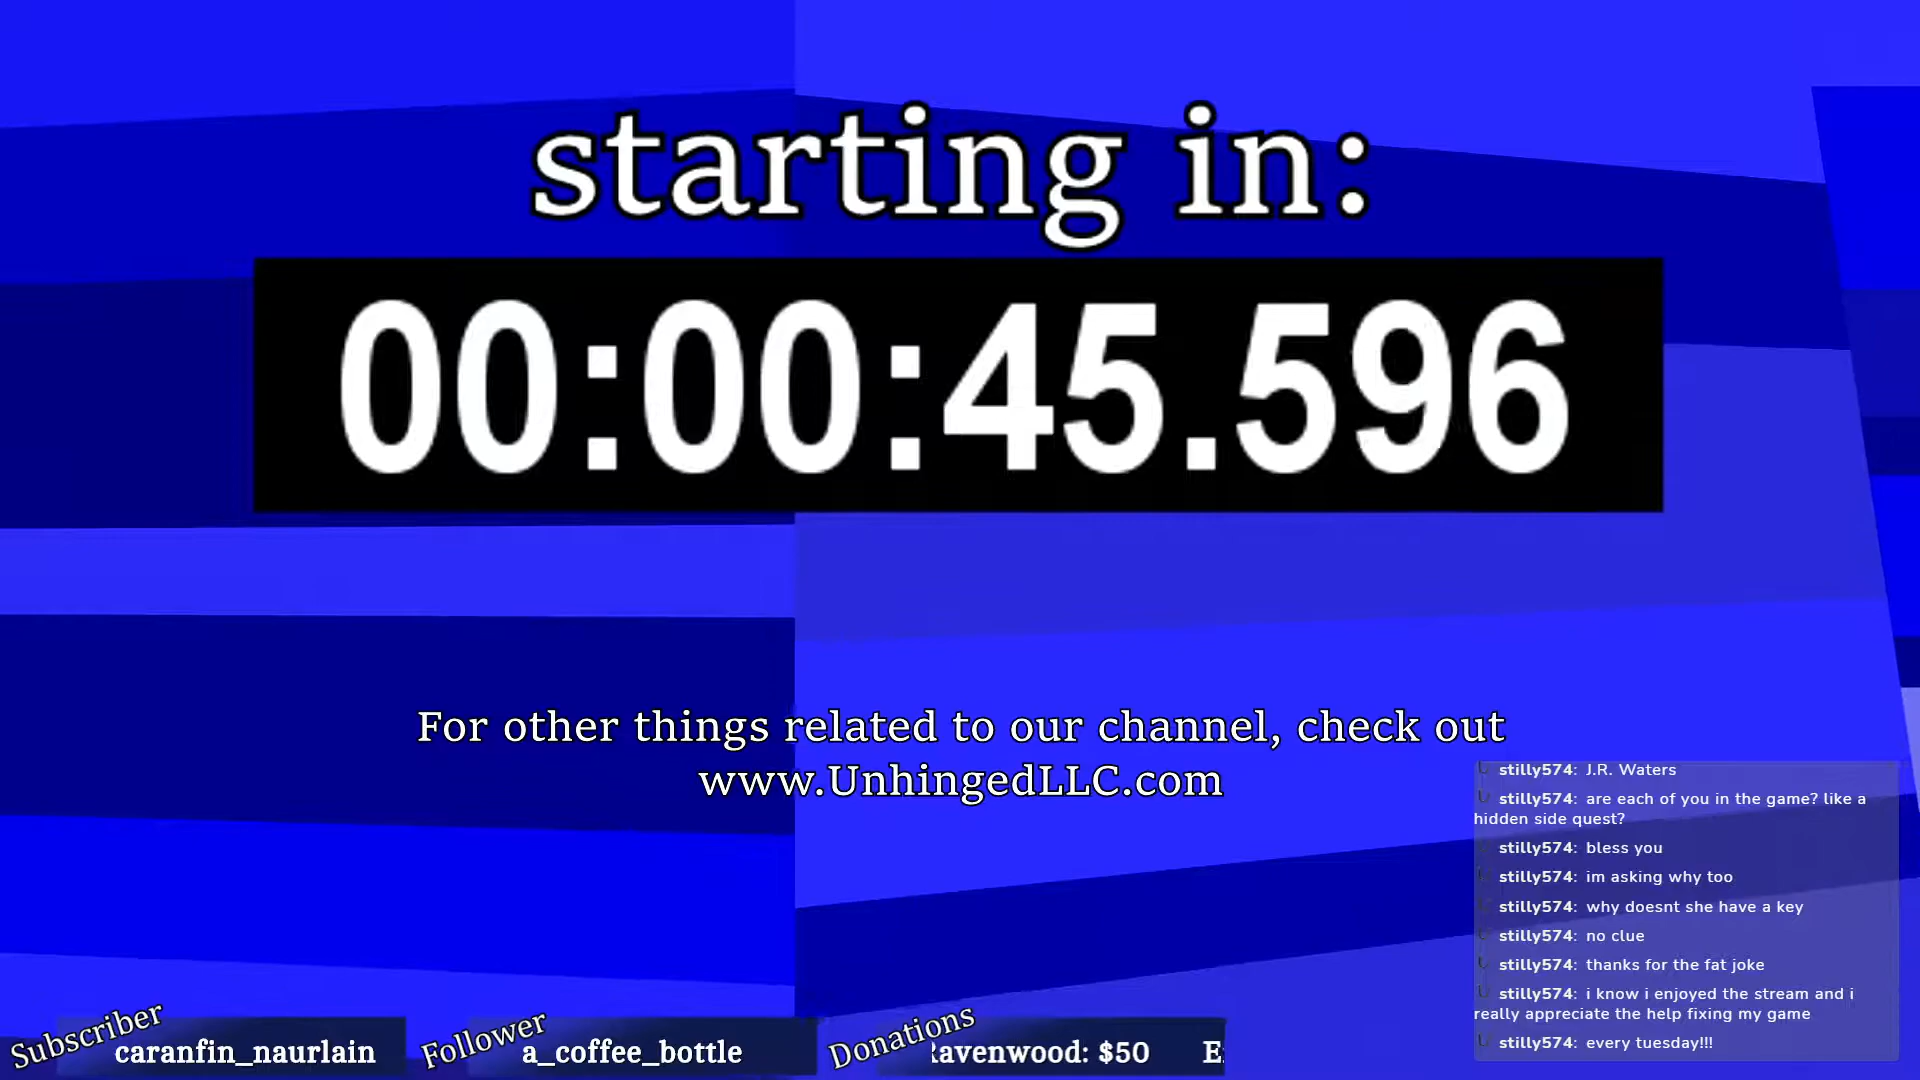 starting in:
00:00:45.596
For other things related to our channel, check out
www.UnhingedLLC.com
stilly574: J.R. Waters
stilly574: are each of you in the game? like a
hidden side quest?
stilly574: bless you
stilly574: im asking why too
stilly574: why doesnt she have a key
stilly574: no clue
stilly574: thanks for the fat joke
stilly574: i know i enjoyed the stream and i
really appreciate the help fixing my game
stilly574: every tuesday!!!
Subscriber
caranfin_naurlain
Follower
a_coffee_bottle
Donations
avenwood: $50